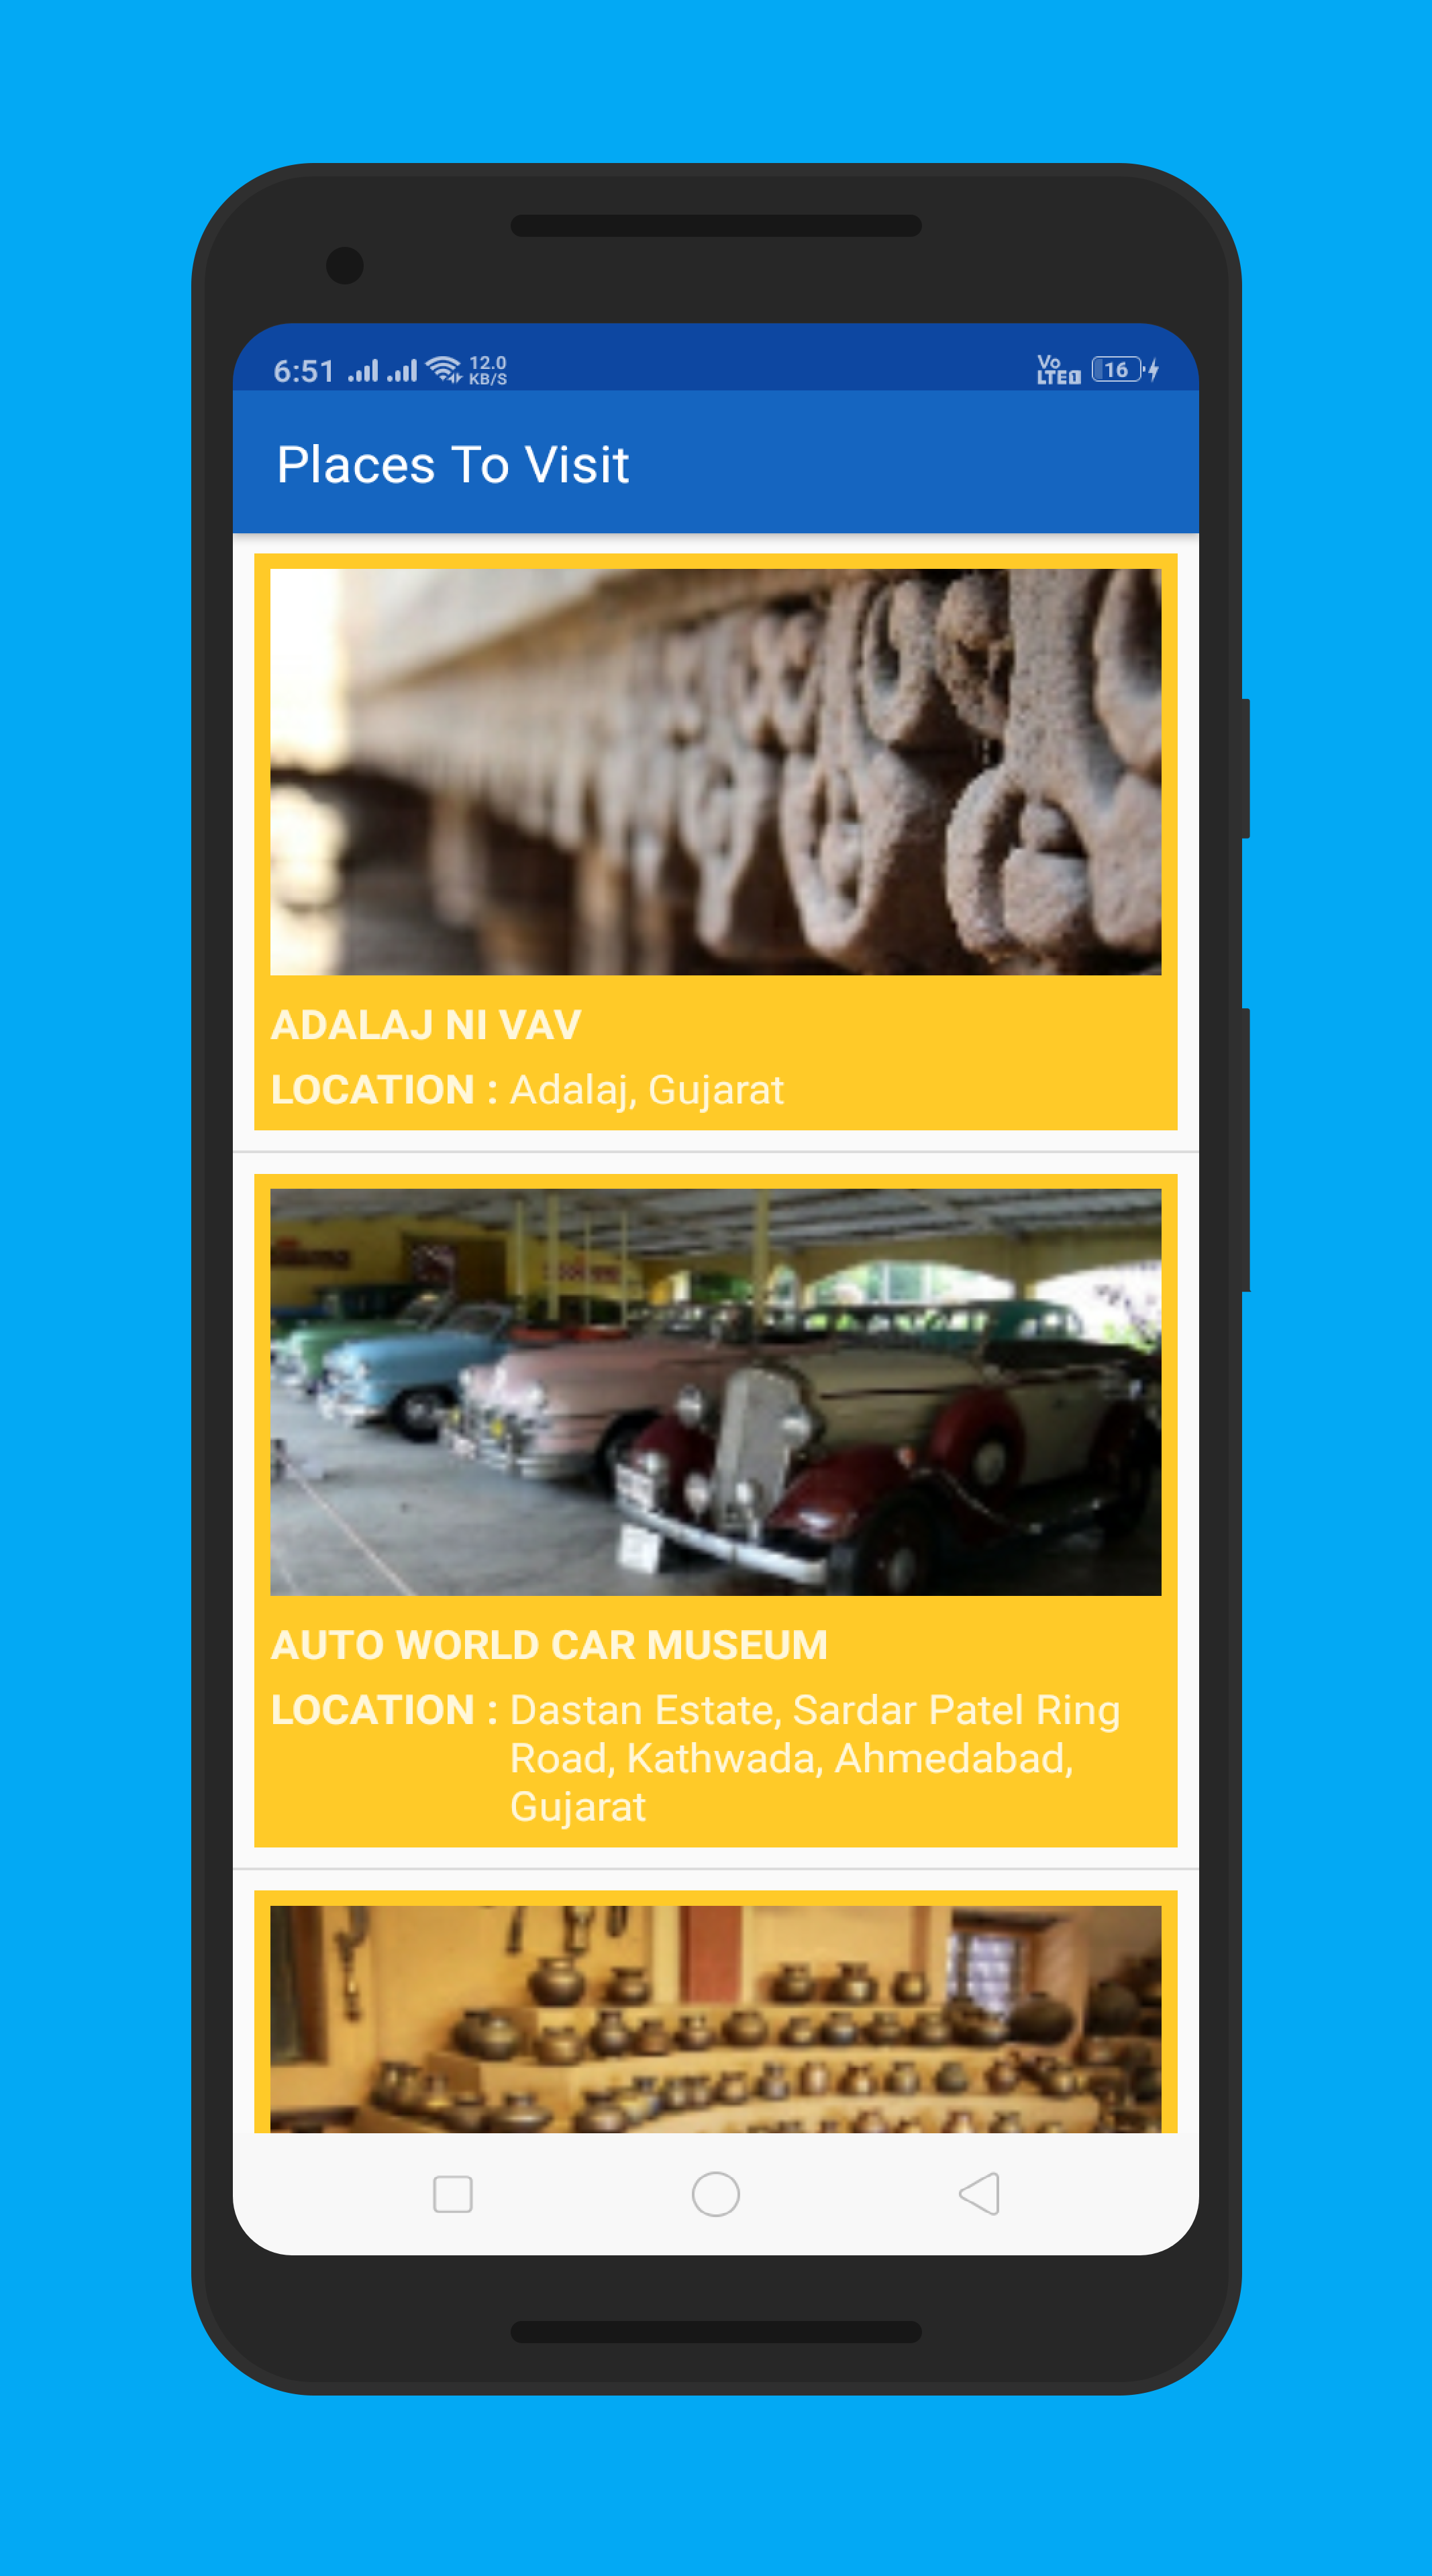 6:51 12.0 KB/S Vo LTE 1 16
Places To Visit
ADALAJ NI VAV
LOCATION : Adalaj, Gujarat
AUTO WORLD CAR MUSEUM
LOCATION : Dastan Estate, Sardar Patel Ring
Road, Kathwada, Ahmedabad,
Gujarat